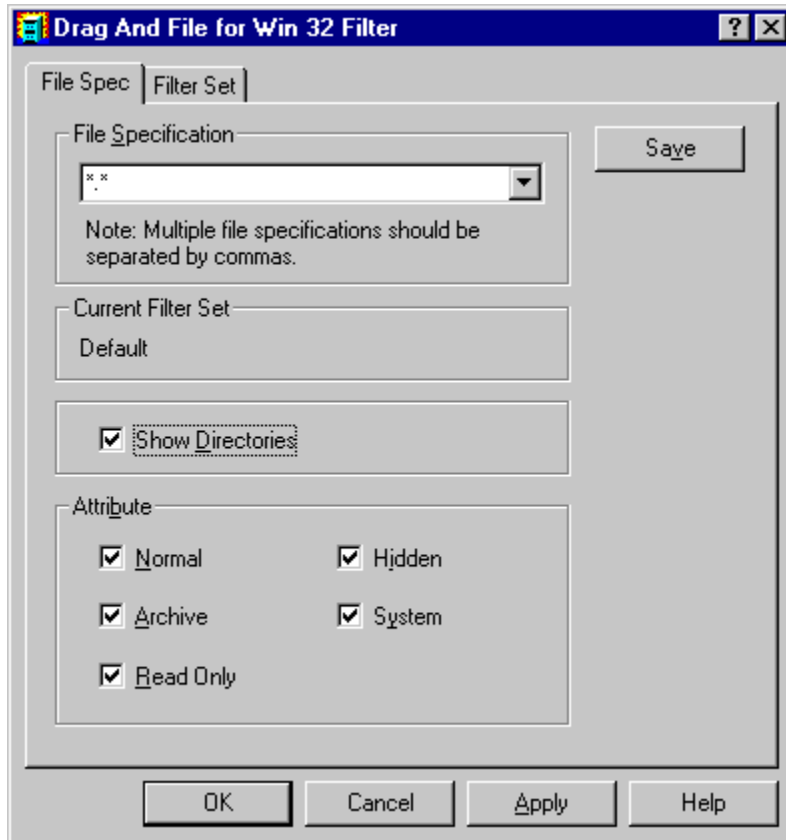 Drag And File for Win 32 Filter
File Spec
Filter Set
File Specification
Save
*.*
Note: Multiple file specifications should be
separated by commas.
Current Filter Set
Default
Show Directories
Attribute
Normal
Hidden
Archive
System
Read Only
OK
Cancel
Apply
Help